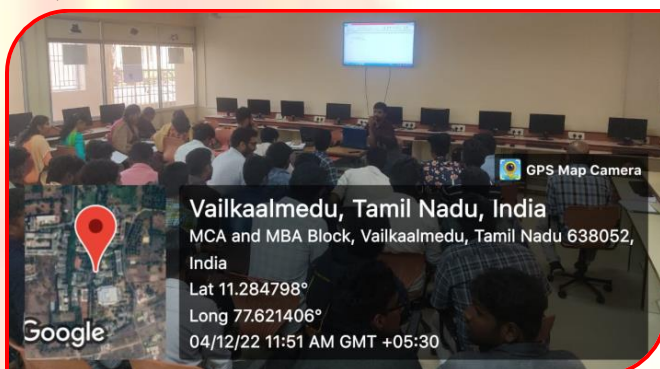 GPS Map Camera
Vailkaalmedu, Tamil Nadu, India
MCA and MBA Block, Vailkaalmedu, Tamil Nadu 638052,
India
Lat 11.284798°
Long 77.621406°
04/12/22 11:51 AM GMT +05:30
Google